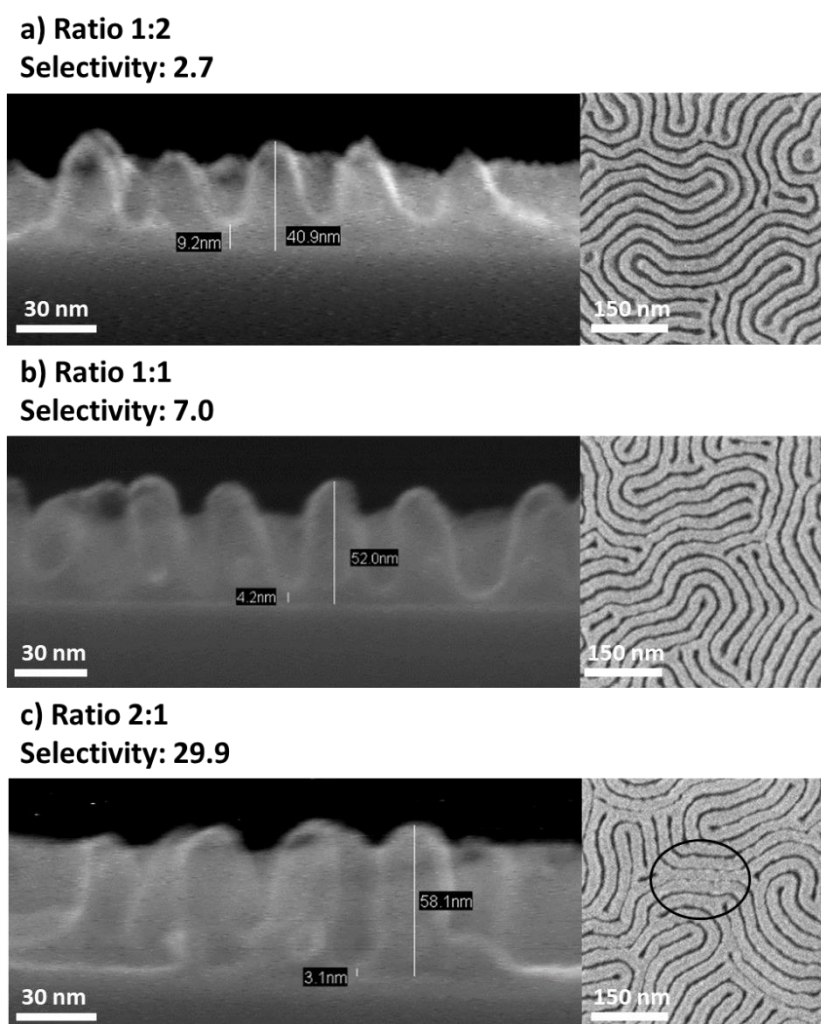 a) Ratio 1:2
Selectivity: 2.7
9.2nm
40.9nm
30 nm
150 nm
b) Ratio 1:1
Selectivity: 7.0
52.0nm
4.2nm
30 nm
150 nm
c) Ratio 2:1
Selectivity: 29.9
58.1nm
3.1nm
30 nm
150 nm